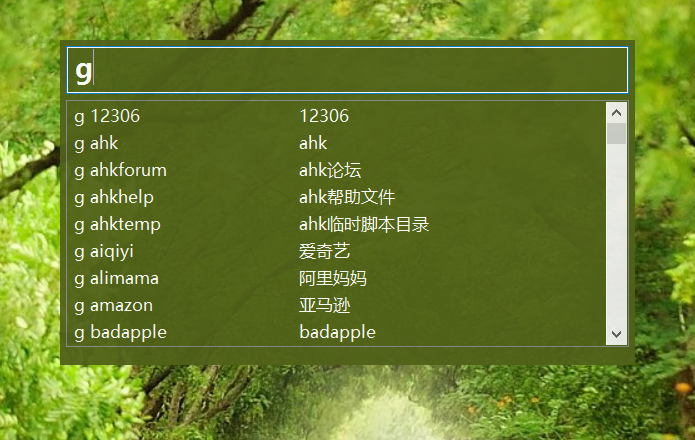 g
g 12306 12306
g ahk ahk
g ahkforum ahk论坛
g ahkhelp ahk帮助文件
g ahktemp ahk临时脚本目录
g aiqiyi 爱奇艺
g alimama 阿里妈妈
g amazon 亚马逊
g badapple badapple